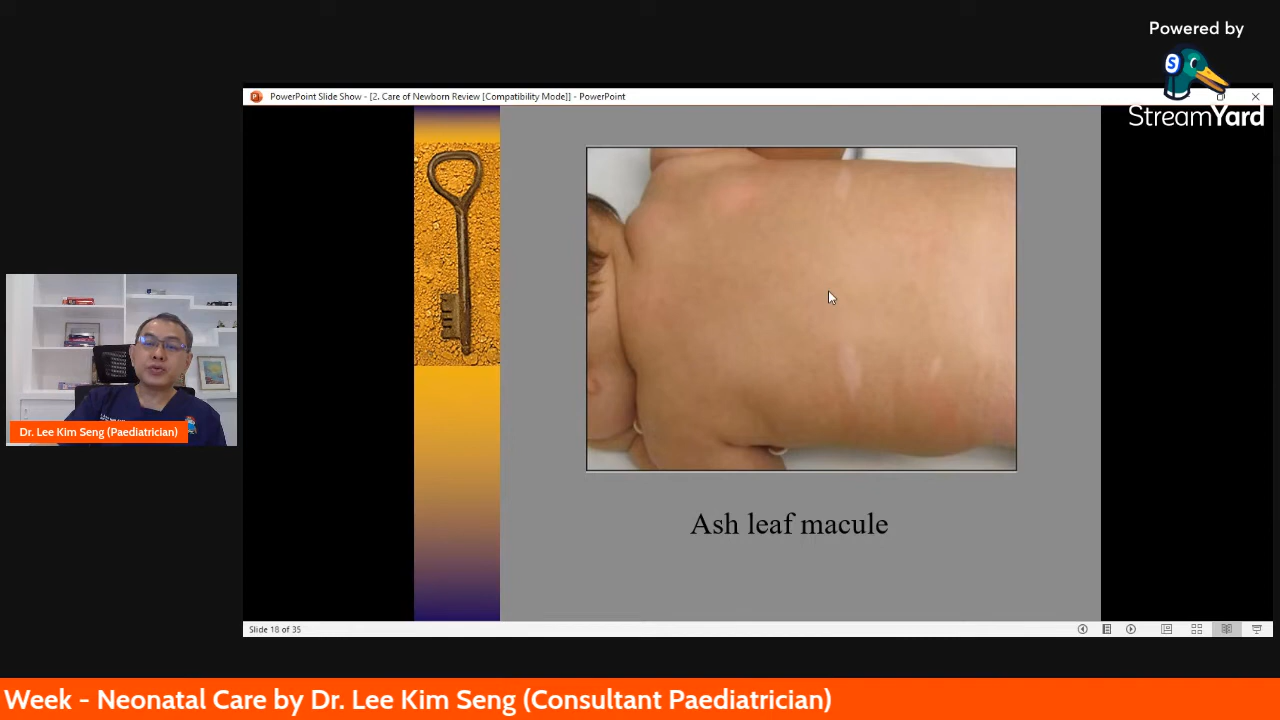 Powered by
S
StreamYard
PowerPoint Slide Show - [2. Care of Newborn Review [Compatibility Mode]] - PowerPoint
Ash leaf macule
Dr. Lee Kim Seng (Paediatrician)
Slide 18 of 35
Week - Neonatal Care by Dr. Lee Kim Seng (Consultant Paediatrician)